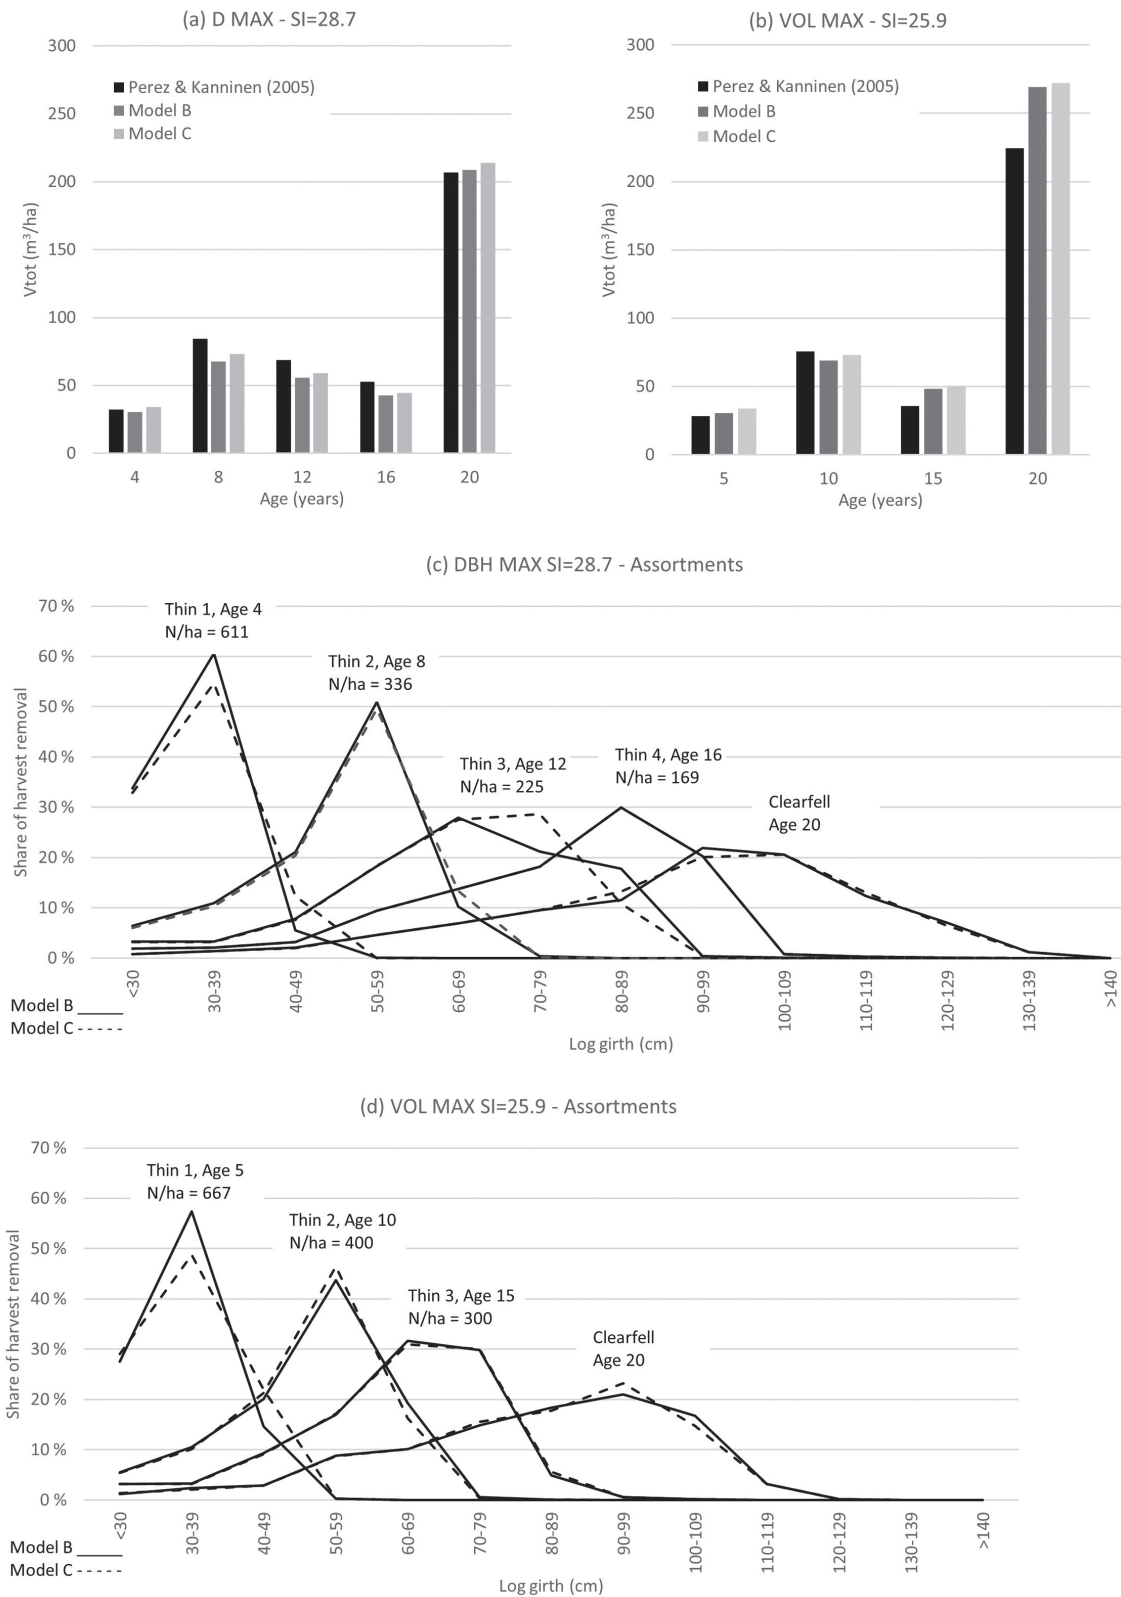 (a) D MAX - SI=28.7
300
250
200
150
100
50
0
Vtot (m³/ha)
Perez & Kanninen (2005)
Model B
Model C
4 8 12 16 20
Age (years)
(b) VOL MAX - SI=25.9
300
250
200
150
100
50
0
Vtot (m³/ha)
Perez & Kanninen (2005)
Model B
Model C
5 10 15 20
Age (years)
(c) DBH MAX SI=28.7 - Assortments
70 %
60 %
50 %
40 %
30 %
20 %
10 %
0 %
Share of harvest removal
Thin 1, Age 4
N/ha = 611
Thin 2, Age 8
N/ha = 336
Thin 3, Age 12
N/ha = 225
Thin 4, Age 16
N/ha = 169
Clearfell
Age 20
<30
30-39
40-49
50-59
60-69
70-79
80-89
90-99
100-109
110-119
120-129
130-139
>140
Model B
Model C
Log girth (cm)
(d) VOL MAX SI=25.9 - Assortments
70 %
60 %
50 %
40 %
30 %
20 %
10 %
0 %
Share of harvest removal
Thin 1, Age 5
N/ha = 667
Thin 2, Age 10
N/ha = 400
Thin 3, Age 15
N/ha = 300
Clearfell
Age 20
<30
30-39
40-49
50-59
60-69
70-79
80-89
90-99
100-109
110-119
120-129
130-139
>140
Model B
Model C
Log girth (cm)